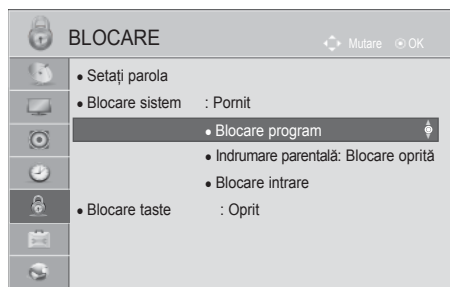 BLOCARE
Mutare OK
• Setați parola
• Blocare sistem : Pornit
• Blocare program
• Indrumare parentală: Blocare oprită
• Blocare intrare
• Blocare taste : Oprit